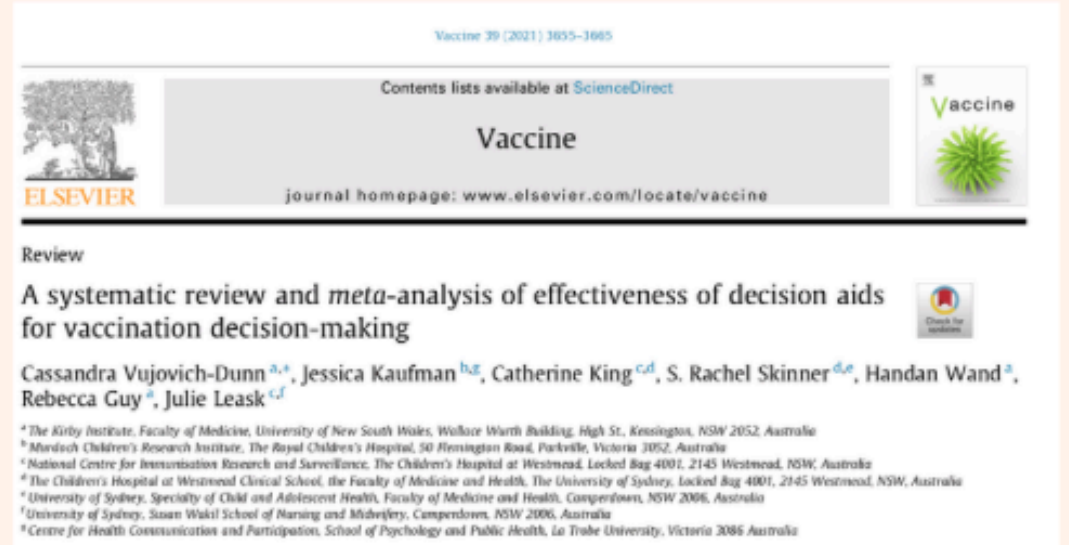 Vaccine 39 (2021) 3655–3665
Contents lists available at ScienceDirect
Vaccine
journal homepage: www.elsevier.com/locate/vaccine
ELSEVIER
Vaccine
Review
A systematic review and meta-analysis of effectiveness of decision aids
for vaccination decision-making
Check for
updates
Cassandra Vujovich-Dunn a,*, Jessica Kaufman b,g, Catherine King c,d, S. Rachel Skinner d,e, Handan Wand a,
Rebecca Guy a, Julie Leask c,f
a The Kirby Institute, Faculty of Medicine, University of New South Wales, Wallace Wurth Building, High St., Kensington, NSW 2052, Australia
b Murdoch Children's Research Institute, The Royal Children's Hospital, 50 Flemington Road, Parkville, Victoria 3052, Australia
c National Centre for Immunisation Research and Surveillance, The Children's Hospital at Westmead, Locked Bag 4001, 2145 Westmead, NSW, Australia
d The Children's Hospital at Westmead Clinical School, the Faculty of Medicine and Health, The University of Sydney, Locked Bag 4001, 2145 Westmead, NSW, Australia
e University of Sydney, Specialty of Child and Adolescent Health, Faculty of Medicine and Health, Camperdown, NSW 2006, Australia
f University of Sydney, Susan Wakil School of Nursing and Midwifery, Camperdown, NSW 2006, Australia
g Centre for Health Communication and Participation, School of Psychology and Public Health, La Trobe University, Victoria 3086 Australia